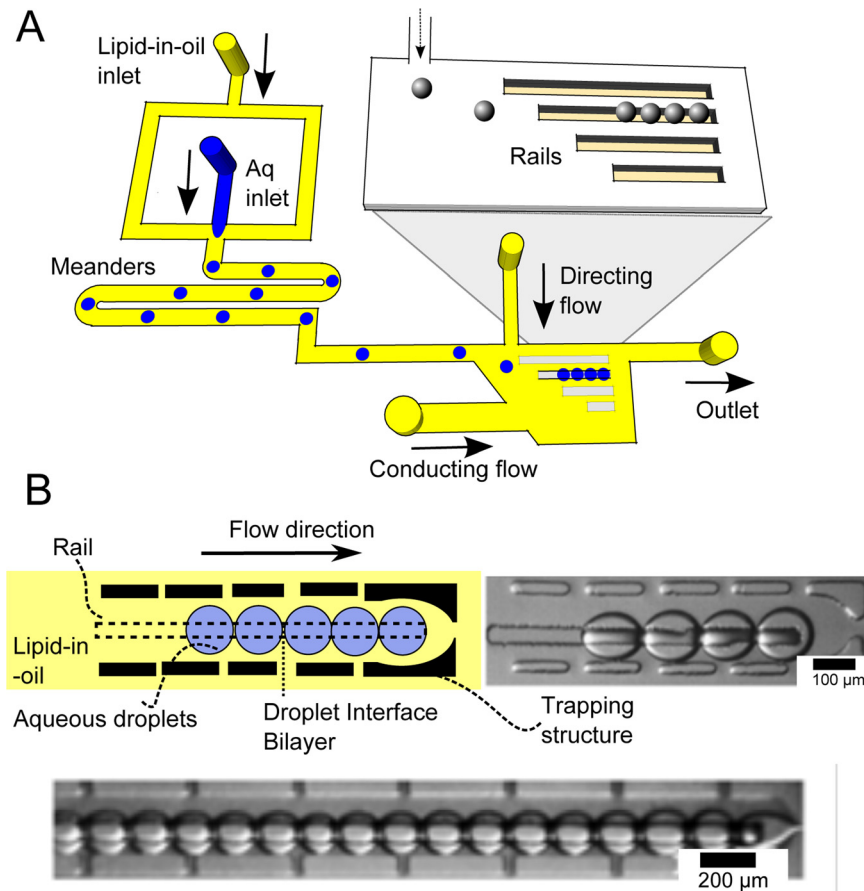 A
Lipid-in-oil
inlet
Aq
inlet
Rails
Meanders
Directing
flow
Outlet
Conducting flow
B
Flow direction
Rail
Lipid-in
-oil
Aqueous droplets
Droplet Interface
Bilayer
Trapping
structure
100 µm
200 µm